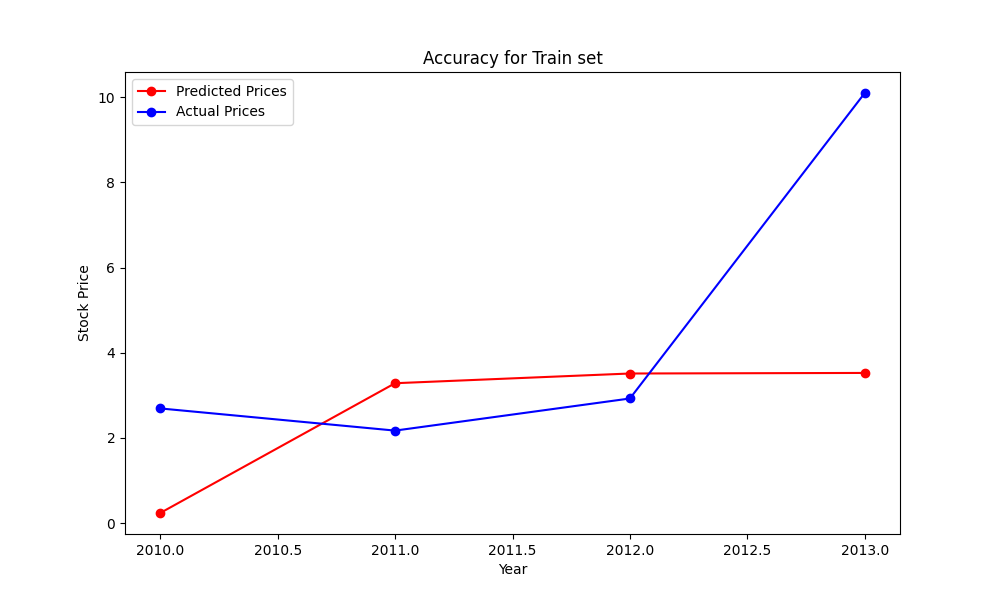 Accuracy for Train set
Predicted Prices
Actual Prices
10
8
6
4
2
0
Stock Price
2010.0 2010.5 2011.0 2011.5 2012.0 2012.5 2013.0
Year